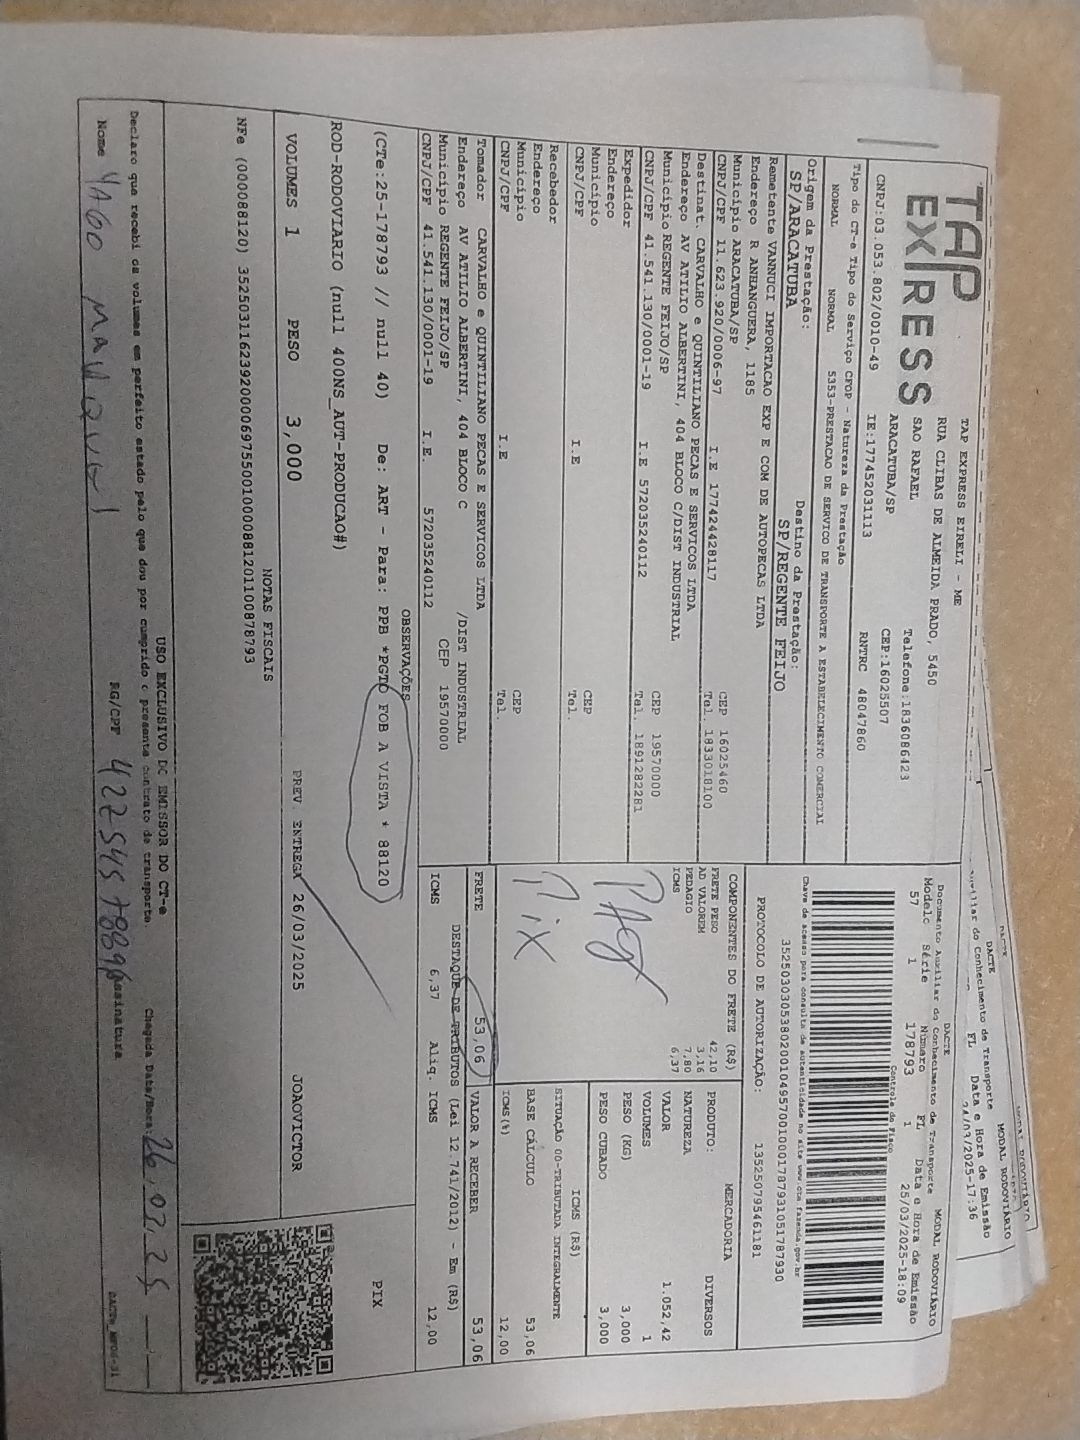 TAP EXPRESS
TAP EXPRESS EIRELI - ME
RUA CLIBAS DE ALMEIDA PRADO, 5450
SAO RAFAEL
ARACATUBA/SP
Telefone:1836086423
CEP:16025507
CNPJ:03.053.802/0010-49 IE:177452031113 RNTRC 48047860
DACTE MODAL RODOVIÁRIO
Documento Auxiliar do Conhecimento de Transporte
Modelo Série Número FL Data e Hora de Emissão
57 1 178793 1 25/03/2025-18:09
Controle do Fisco
Tipo do CT-e Tipo do Serviço CFOP - Natureza da Prestação
NORMAL NORMAL 5353-PRESTACAO DE SERVICO DE TRANSPORTE A ESTABELECIMENTO COMERCIAL
Chave de acesso para consulta de autenticidade no site www.cte.fazenda.gov.br
PROTOCOLO DE AUTORIZAÇÃO: 135250795461181
Origem da Prestação: Destino da Prestação:
SP/ARACATUBA SP/REGENTE FEIJO
Remetente VANNUCI IMPORTACAO EXP E COM DE AUTOPECAS LTDA
Endereço R ANHANGUERA, 1185
Município ARACATUBA/SP CEP 16025460
CNPJ/CPF 11.623.920/0006-97 I.E 177424428117 Tel. 1833018100
Destinat. CARVALHO e QUINTILIANO PECAS E SERVICOS LTDA
Endereço AV ATILIO ALBERTINI, 404 BLOCO C/DIST INDUSTRIAL
Município REGENTE FEIJO/SP CEP 19570000
CNPJ/CPF 41.541.130/0001-19 I.E 572035240112 Tel. 1891282281
Expedidor
Endereço
Município CEP
CNPJ/CPF I.E Tel.
Recebedor
Endereço
Município CEP
CNPJ/CPF I.E Tel.
Tomador CARVALHO e QUINTILIANO PECAS E SERVICOS LTDA
Endereço AV ATILIO ALBERTINI, 404 BLOCO C /DIST INDUSTRIAL
Município REGENTE FEIJO/SP CEP 19570000
CNPJ/CPF 41.541.130/0001-19 I.E. 572035240112
COMPONENTES DO FRETE (R$)
FRETE PESO 42,10
AD VALOREM 3,16
PEDAGIO 7,80
ICMS 6,37
PAGO
PIX
PRODUTO: MERCADORIA
NATUREZA DIVERSOS
VALOR 1.052,42
VOLUMES 1
PESO (KG) 3,000
PESO CUBADO 3,000
ICMS (R$)
SITUAÇÃO 00-TRIBUTADA INTEGRALMENTE
BASE CÁLCULO 53,06
ICMS(%) 12,00
FRETE 53,06 VALOR A RECEBER 53,06
DESTAQUE DE TRIBUTOS (Lei 12.741/2012) - Em (R$)
ICMS 6,37 Aliq. ICMS 12,00
OBSERVAÇÕES
(CTe:25-178793 // null 40) De: ART - Para: PPB *PGTO FOB A VISTA * 88120
PIX
ROD-RODOVIARIO (null 400NS_AUT-PRODUCAO#)
VOLUMES 1 PESO 3,000 PREV. ENTREGA 26/03/2025 JOAOVICTOR
NOTAS FISCAIS
NFe (000088120) 35250311623920000697550010000881201100878793
USO EXCLUSIVO DO EMISSOR DO CT-e
Declaro que recebi os volumes em perfeito estado pelo que dou por cumprido o presente contrato de transporte. Chegada Data/Hora:
Nome RG/CPF Assinatura